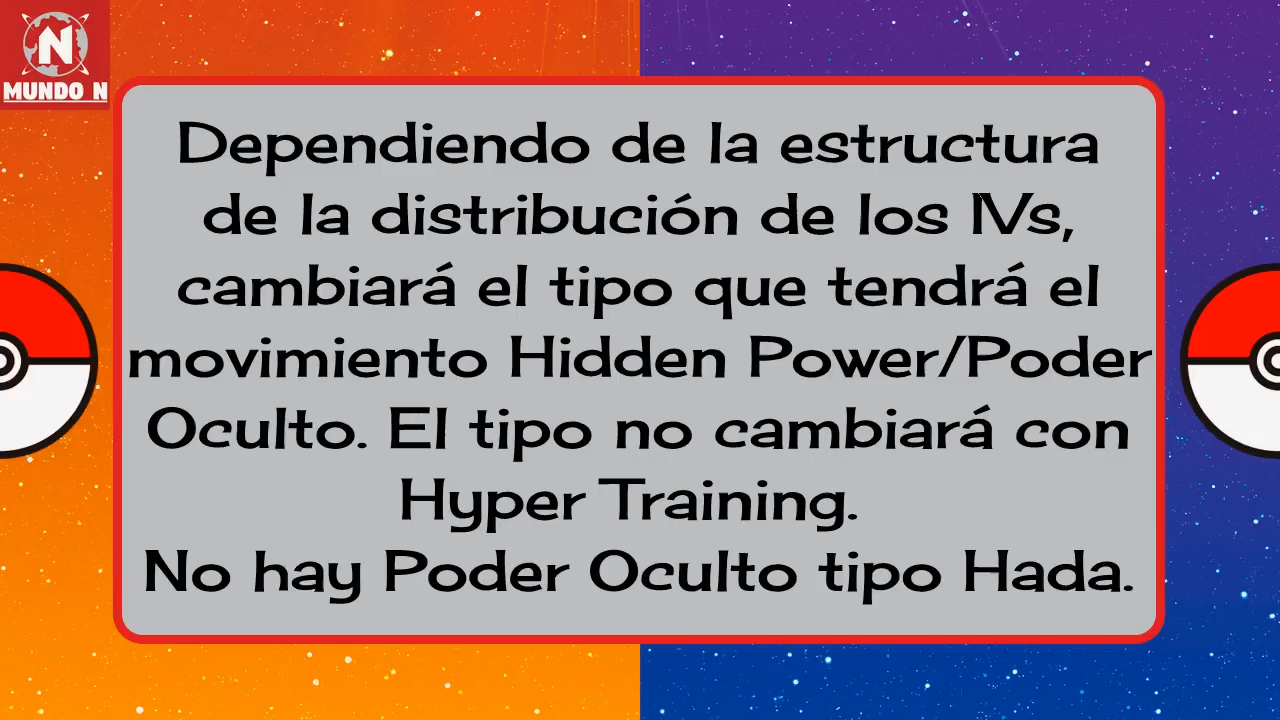 N
MUNDO N
Dependiendo de la estructura
de la distribución de los IVs,
cambiará el tipo que tendrá el
movimiento Hidden Power/Poder
Oculto. El tipo no cambiará con
Hyper Training.
No hay Poder Oculto tipo Hada.